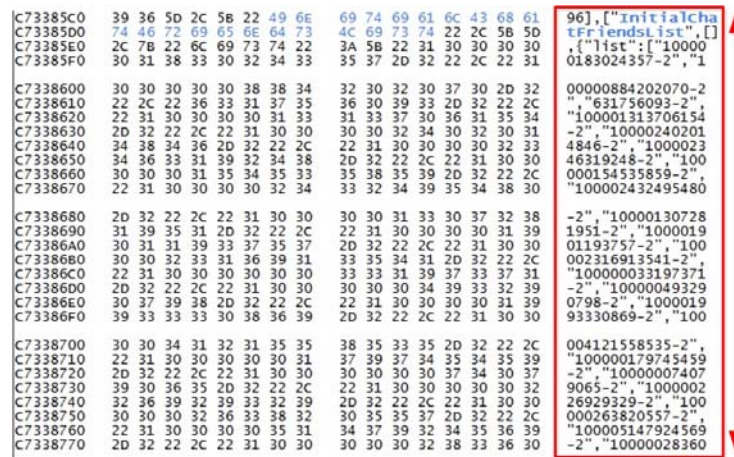 C73385C0 39 36 5D 2C 5B 22 49 6E 69 74 69 61 6C 43 68 61 96],["InitialCha
C73385D0 74 46 72 69 65 6E 64 73 4C 69 73 74 22 2C 5B 5D tFriendsList",[]
C73385E0 2C 7B 22 6C 69 73 74 22 3A 5B 22 31 30 30 30 30 ,{"list":["10000
C73385F0 30 31 38 33 30 32 34 33 35 37 2D 32 22 2C 22 31 0183024357-2","1
C7338600 30 30 30 30 30 38 38 34 32 30 32 30 37 30 2D 32 00000884202070-2
C7338610 22 2C 22 36 33 31 37 35 36 30 39 33 2D 32 22 2C ","631756093-2",
C7338620 22 31 30 30 30 30 31 33 31 33 37 30 36 31 35 34 "100001313706154
C7338630 2D 32 22 2C 22 31 30 30 30 30 32 34 30 32 30 31 -2","10000240201
C7338640 34 38 34 36 2D 32 22 2C 22 31 30 30 30 30 32 33 4846-2","1000023
C7338650 34 36 33 31 39 32 34 38 2D 32 22 2C 22 31 30 30 46319248-2","100
C7338660 30 30 30 31 35 34 35 33 35 38 35 39 2D 32 22 2C 000154535859-2",
C7338670 22 31 30 30 30 30 32 34 33 32 34 39 35 34 38 30 "100002432495480
C7338680 2D 32 22 2C 22 31 30 30 30 30 31 33 30 37 32 38 -2","10000130728
C7338690 31 39 35 31 2D 32 22 2C 22 31 30 30 30 30 31 39 1951-2","1000019
C73386A0 30 31 31 39 33 37 35 37 2D 32 22 2C 22 31 30 30 01193757-2","100
C73386B0 30 30 32 33 31 36 39 31 33 35 34 31 2D 32 22 2C 002316913541-2",
C73386C0 22 31 30 30 30 30 30 30 33 33 31 39 37 33 37 31 "100000033197371
C73386D0 2D 32 22 2C 22 31 30 30 30 30 30 34 39 33 32 39 -2","10000049329
C73386E0 30 37 39 38 2D 32 22 2C 22 31 30 30 30 30 31 39 0798-2","1000019
C73386F0 39 33 33 33 30 38 36 39 2D 32 22 2C 22 31 30 30 93330869-2","100
C7338700 30 30 34 31 32 31 35 35 38 35 33 35 2D 32 22 2C 004121558535-2",
C7338710 22 31 30 30 30 30 30 31 37 39 37 34 35 34 35 39 "100000179745459
C7338720 2D 32 22 2C 22 31 30 30 30 30 30 30 37 34 30 37 -2","10000007407
C7338730 39 30 36 35 2D 32 22 2C 22 31 30 30 30 30 30 32 9065-2","1000002
C7338740 32 36 39 32 39 33 32 39 2D 32 22 2C 22 31 30 30 26929329-2","100
C7338750 30 30 30 32 36 33 38 32 30 35 35 37 2D 32 22 2C 000263820557-2",
C7338760 22 31 30 30 30 30 35 31 34 37 39 32 34 35 36 39 "100005147924569
C7338770 2D 32 22 2C 22 31 30 30 30 30 30 32 38 33 36 30 -2","10000028360